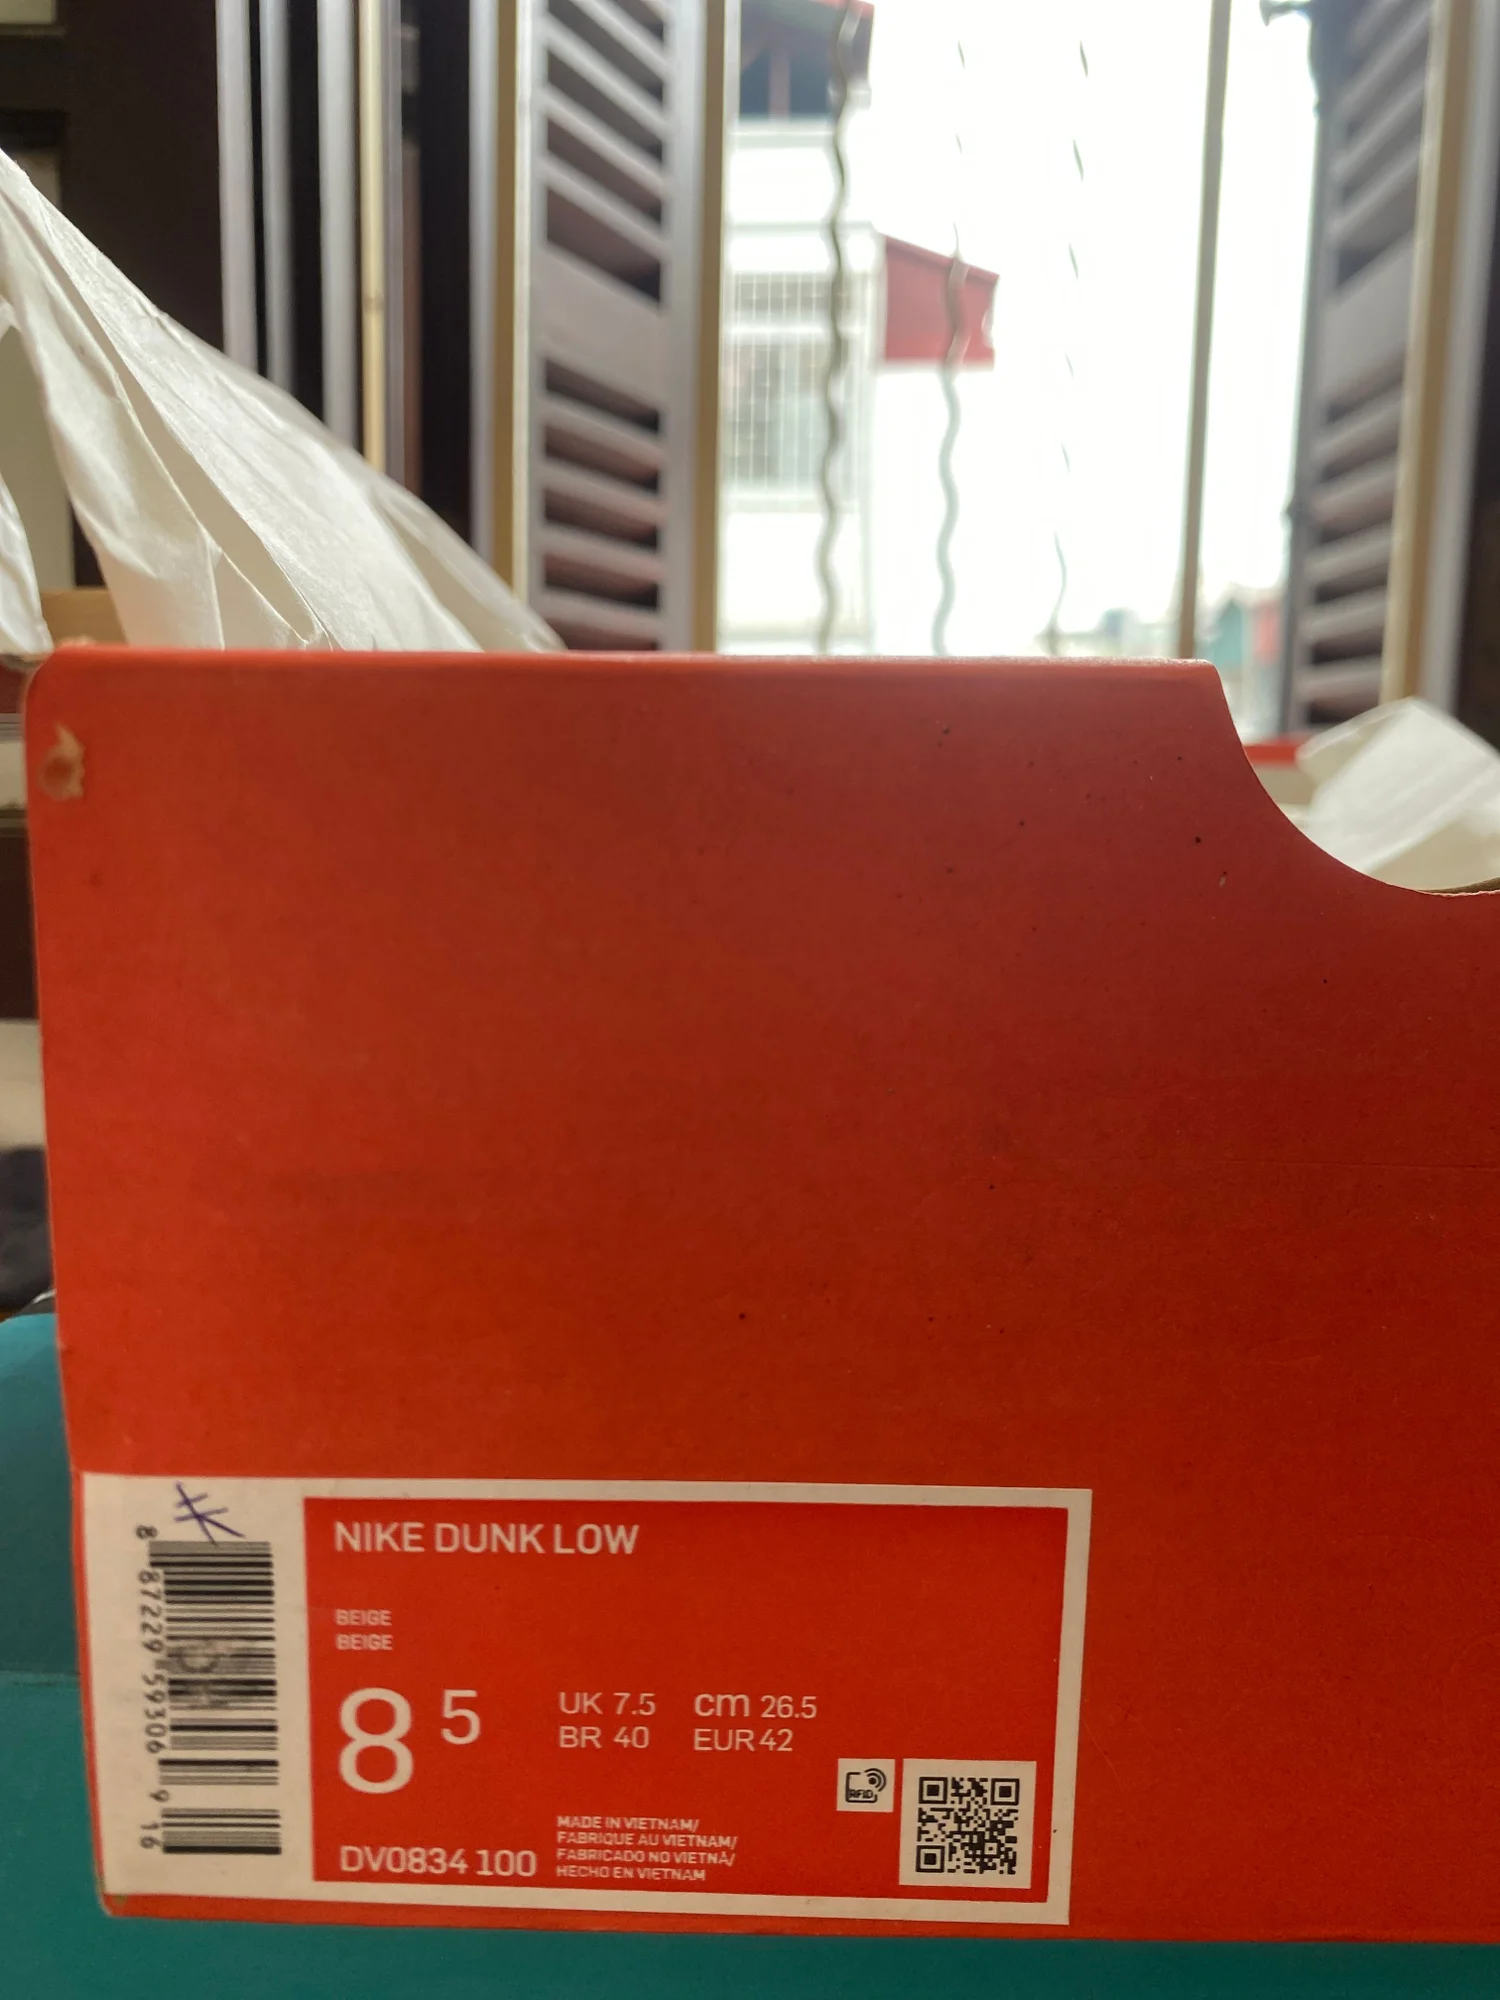 NIKE DUNK LOW
BEIGE
BEIGE
8 5
UK 7.5 cm 26.5
BR 40 EUR 42
RFID
MADE IN VIETNAM/
FABRIQUE AU VIETNAM/
FABRICADO NO VIETNÃ/
HECHO EN VIETNAM
DV0834 100
8 87229 59306 9 16